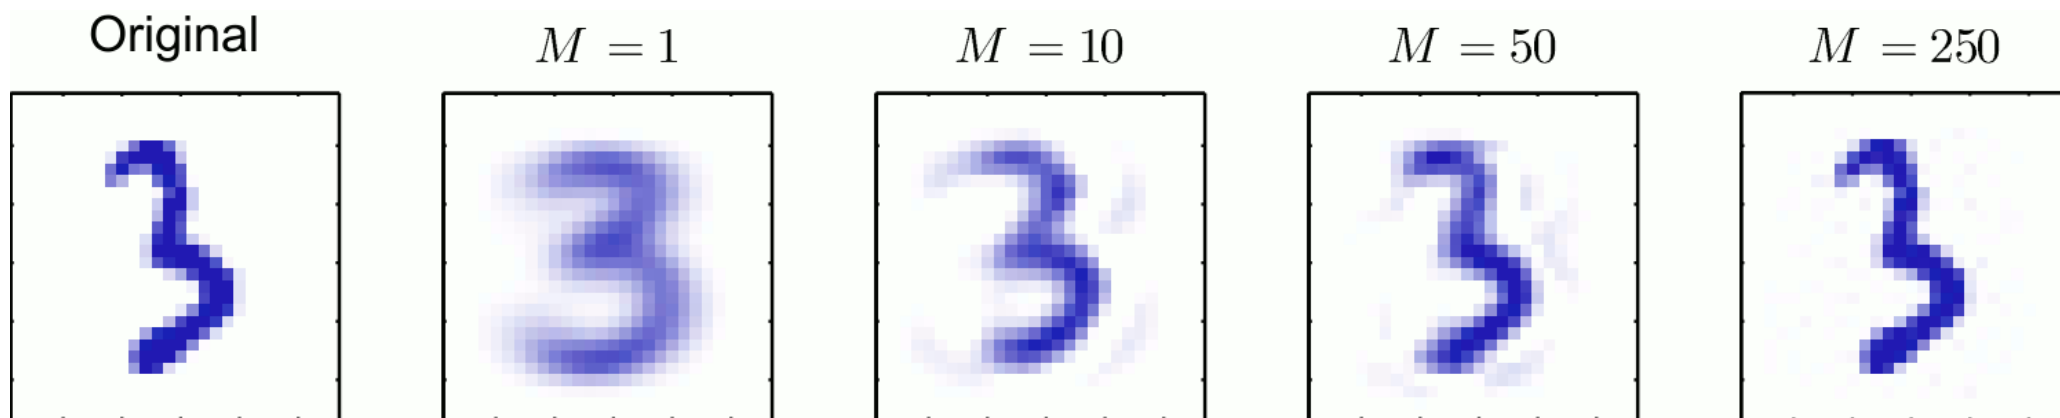 Original M = 1 M = 10 M = 50 M = 250